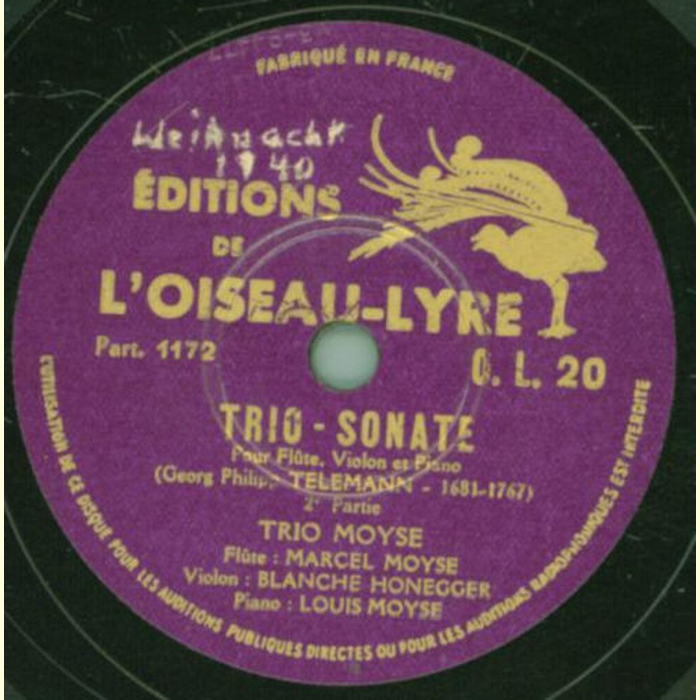 FABRIQUÉ EN FRANCE
Weihnacht
1940
ÉDITIONS
DE
L'OISEAU-LYRE
Part. 1172
O. L. 20
TRIO - SONATE
Pour Flûte, Violon et Piano
(Georg Philipp TELEMANN - 1681-1767)
2e Partie
TRIO MOYSE
Flûte : MARCEL MOYSE
Violon : BLANCHE HONEGGER
Piano : LOUIS MOYSE
L'UTILISATION DE CE DISQUE POUR LES AUDITIONS PUBLIQUES DIRECTES OU POUR LES AUDITIONS RADIOPHONIQUES EST INTERDITE